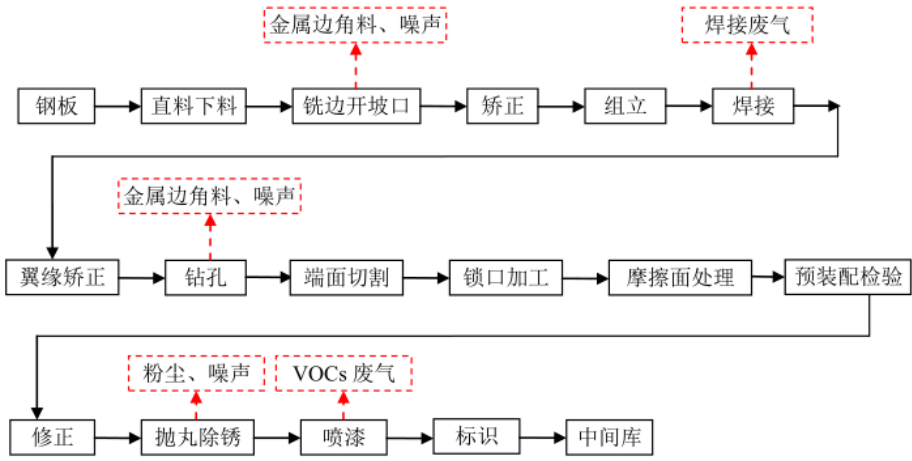 金属边角料、噪声
焊接废气
钢板
直料下料
铣边开坡口
矫正
组立
焊接
金属边角料、噪声
翼缘矫正
钻孔
端面切割
锁口加工
摩擦面处理
预装配检验
粉尘、噪声
VOCs 废气
修正
抛丸除锈
喷漆
标识
中间库